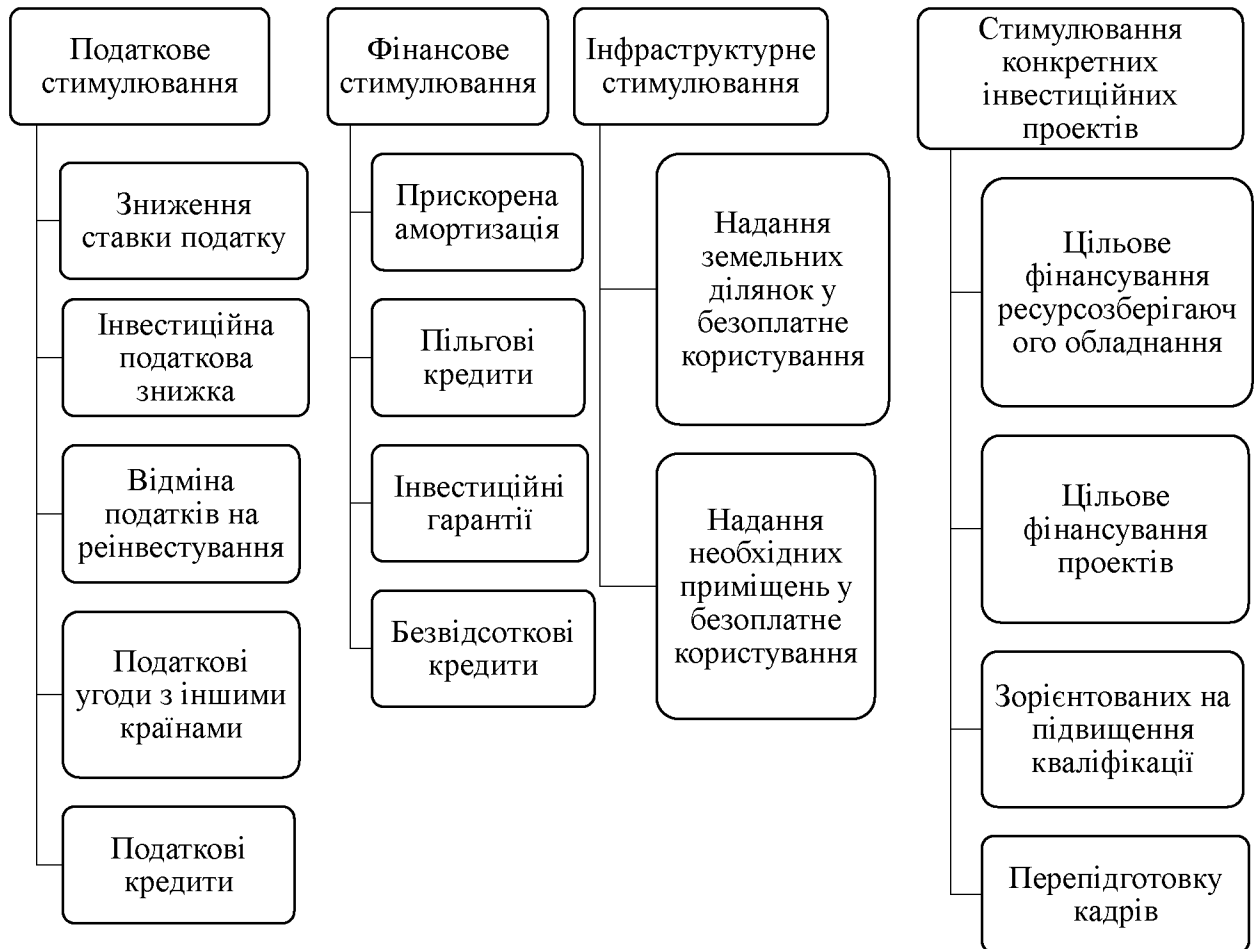 Податкове
стимулювання
Зниження
ставки податку
Інвестиційна
податкова
знижка
Відміна
податків на
реінвестування
Податкові
угоди з іншими
країнами
Податкові
кредити
Фінансове
стимулювання
Прискорена
амортизація
Пільгові
кредити
Інвестиційні
гарантії
Безвідсоткові
кредити
Інфраструктурне
стимулювання
Надання
земельних
ділянок у
безоплатне
користування
Надання
необхідних
приміщень у
безоплатне
користування
Стимулювання
конкретних
інвестиційних
проектів
Цільове
фінансування
ресурсозберігаюч
ого обладнання
Цільове
фінансування
проектів
Зорієнтованих на
підвищення
кваліфікації
Перепідготовку
кадрів